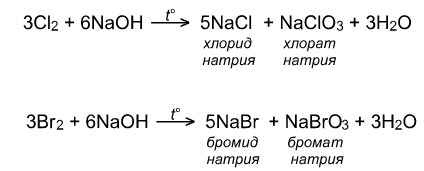 3Cl₂ + 6NaOH —t°→ 5NaCl + NaClO₃ + 3H₂O
хлорид хлорат
натрия натрия
3Br₂ + 6NaOH —t°→ 5NaBr + NaBrO₃ + 3H₂O
бромид бромат
натрия натрия